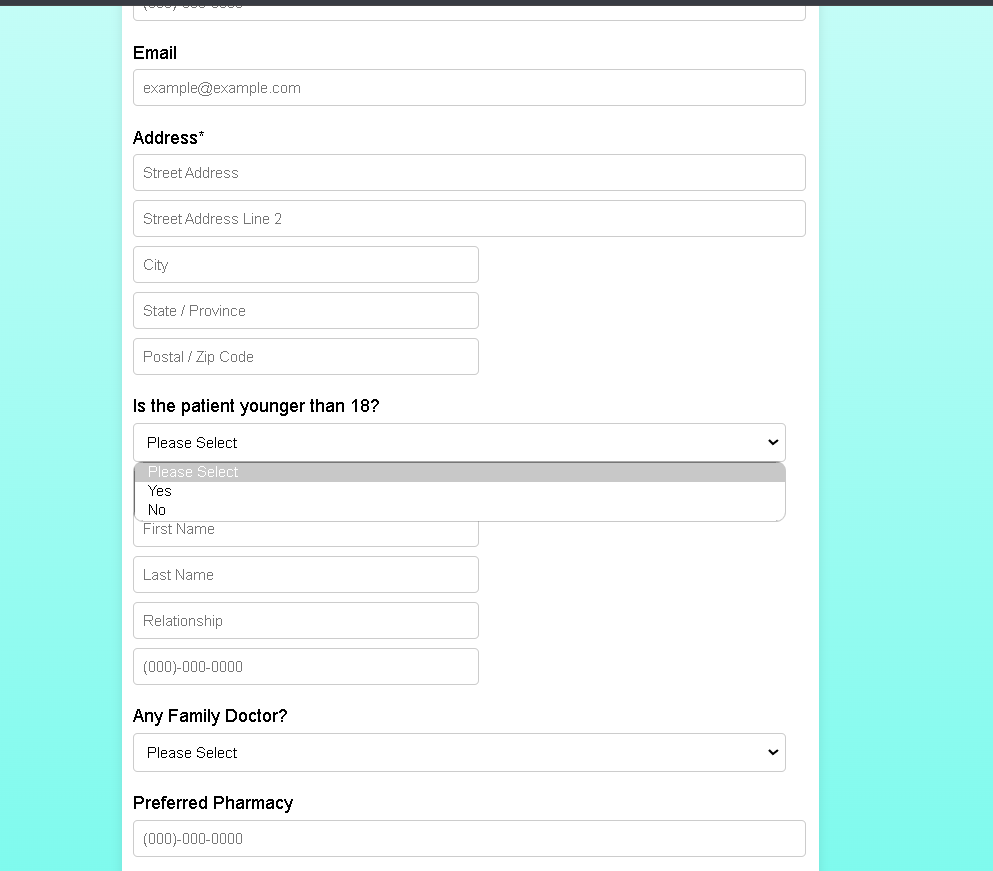 Email
example@example.com
Address*
Street Address
Street Address Line 2
City
State / Province
Postal / Zip Code
Is the patient younger than 18?
Please Select
Please Select
Yes
No
First Name
Last Name
Relationship
(000)-000-0000
Any Family Doctor?
Please Select
Preferred Pharmacy
(000)-000-0000